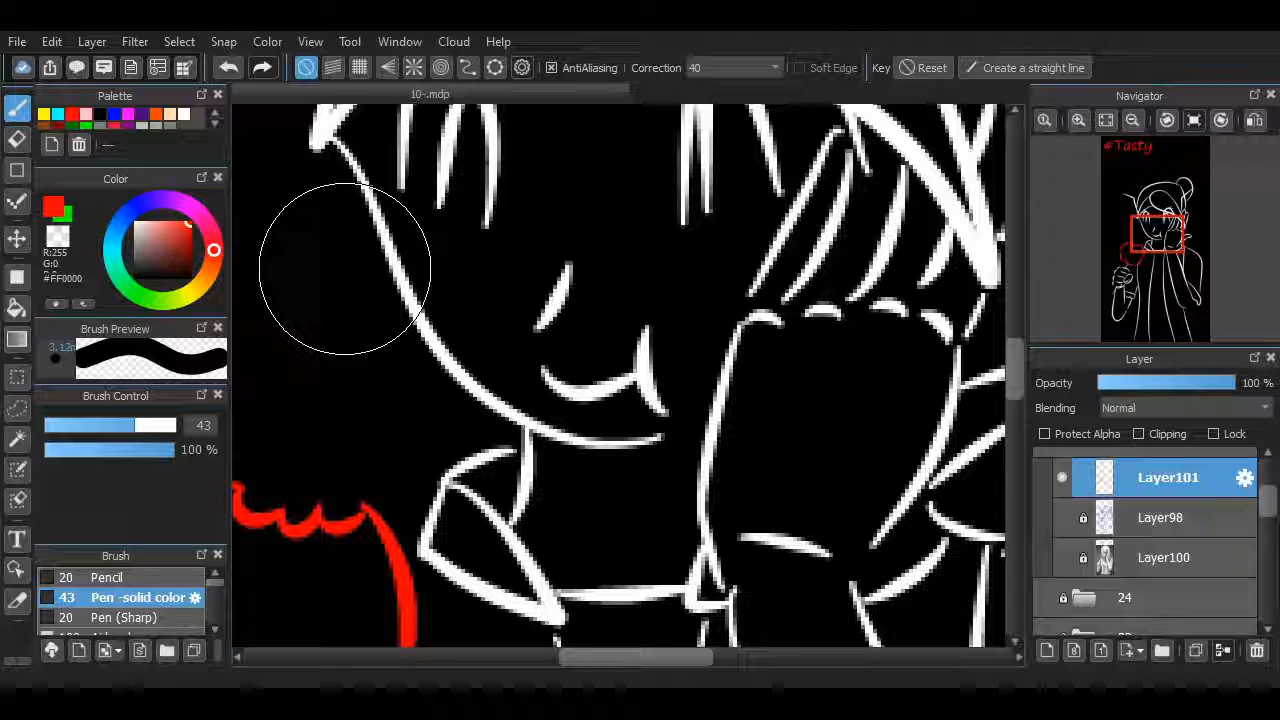 File Edit Layer Filter Select Snap Color View Tool Window Cloud Help
AntiAliasing Correction 40 Soft Edge Key Reset Create a straight line
Palette
10-.mdp
Navigator
#Tasty
Color
R:255
G:0
#FF0000
Brush Preview
Brush Control
43
100 %
Brush
20 Pencil
43 Pen -solid color
20 Pen (Sharp)
Layer
Opacity 100 %
Blending Normal
Protect Alpha Clipping Lock
Layer101
Layer98
Layer100
24